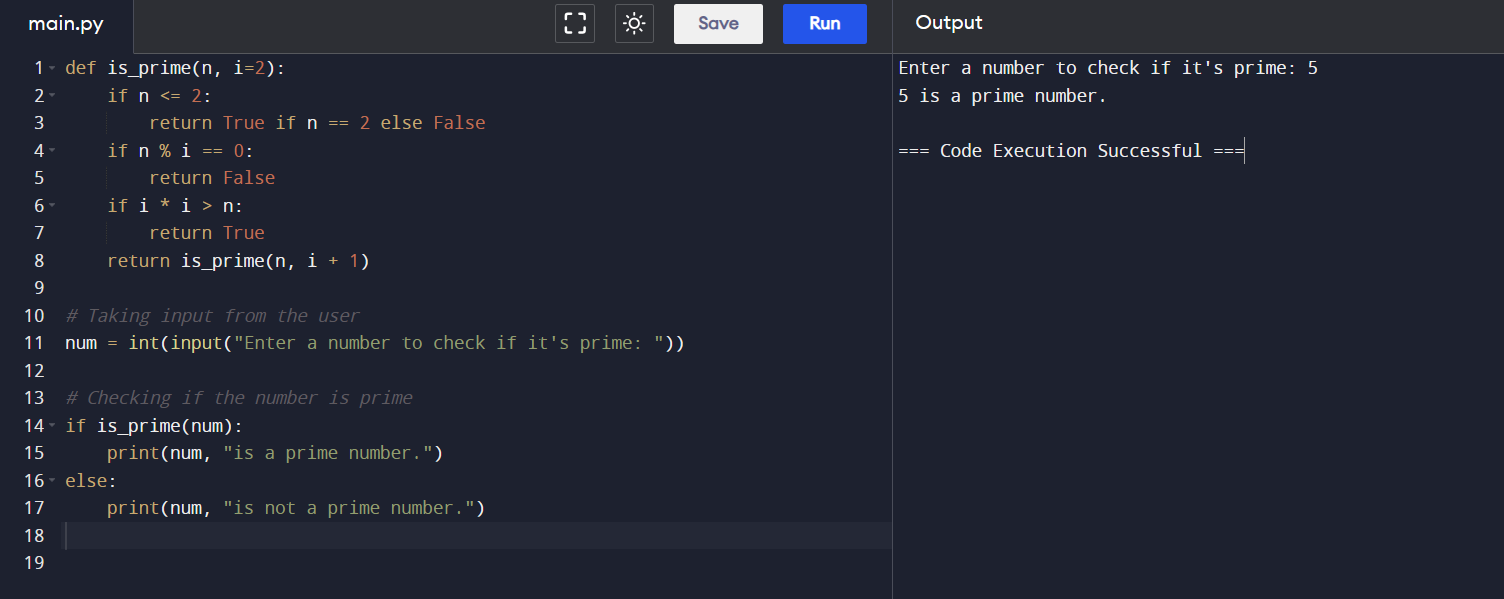 main.py
Save
Run
Output
1 def is_prime(n, i=2):
2     if n <= 2:
3         return True if n == 2 else False
4     if n % i == 0:
5         return False
6     if i * i > n:
7         return True
8     return is_prime(n, i + 1)
9
10 # Taking input from the user
11 num = int(input("Enter a number to check if it's prime: "))
12
13 # Checking if the number is prime
14 if is_prime(num):
15     print(num, "is a prime number.")
16 else:
17     print(num, "is not a prime number.")
18
19
Enter a number to check if it's prime: 5
5 is a prime number.
=== Code Execution Successful ===